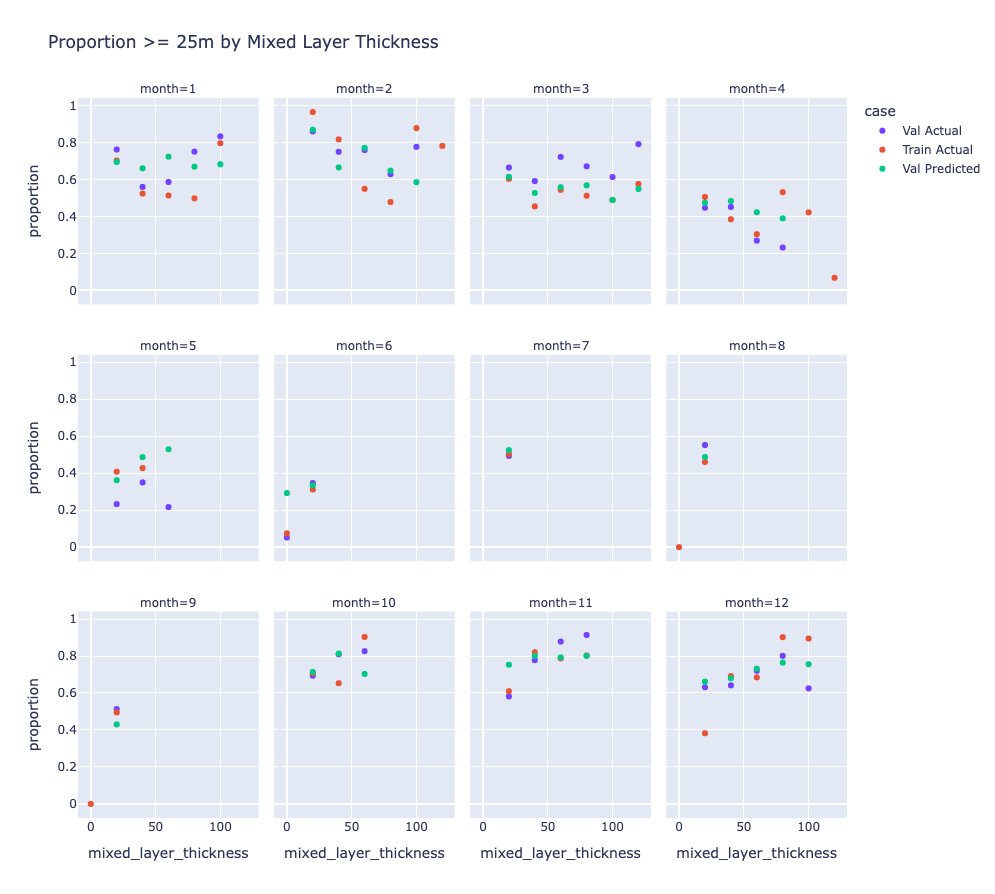 Proportion >= 25m by Mixed Layer Thickness
month=1
month=2
month=3
month=4
case
Val Actual
Train Actual
Val Predicted
proportion
1
0.8
0.6
0.4
0.2
0
month=5
month=6
month=7
month=8
proportion
1
0.8
0.6
0.4
0.2
0
month=9
month=10
month=11
month=12
proportion
1
0.8
0.6
0.4
0.2
0
0 50 100
0 50 100
0 50 100
0 50 100
mixed_layer_thickness
mixed_layer_thickness
mixed_layer_thickness
mixed_layer_thickness